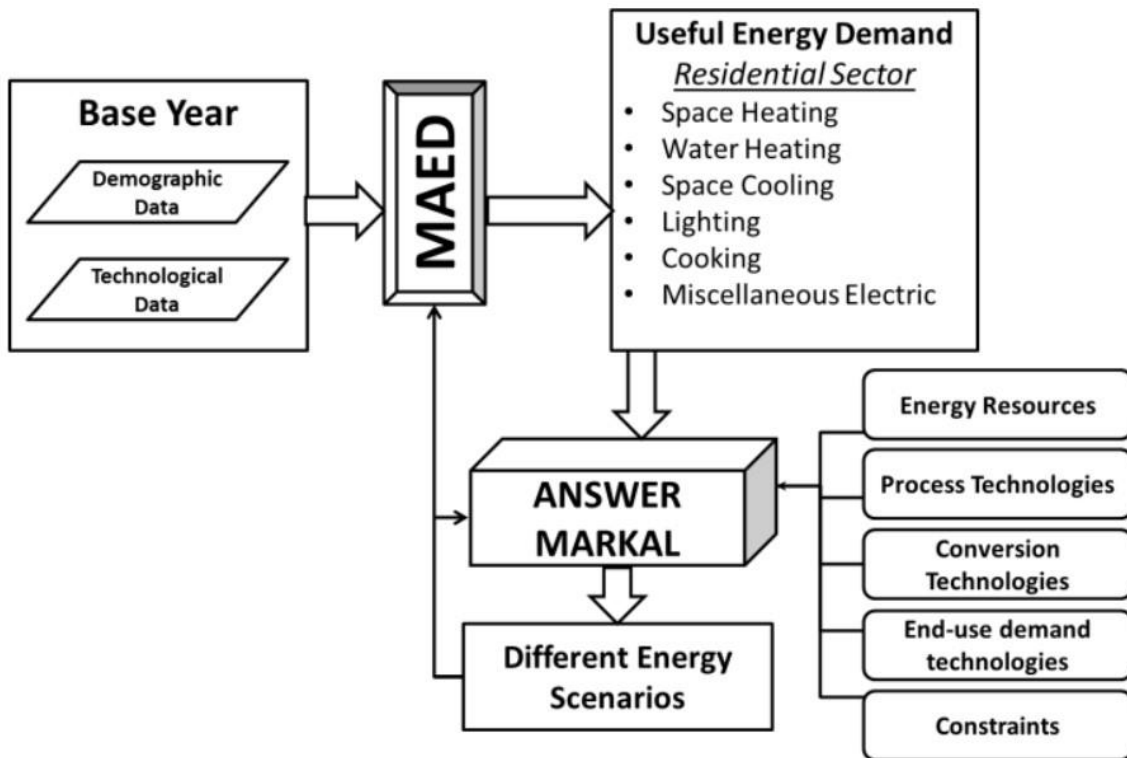 Base Year
Demographic
Data
Technological
Data
MAED
Useful Energy Demand
Residential Sector
• Space Heating
• Water Heating
• Space Cooling
• Lighting
• Cooking
• Miscellaneous Electric
ANSWER
MARKAL
Different Energy
Scenarios
Energy Resources
Process Technologies
Conversion
Technologies
End-use demand
technologies
Constraints